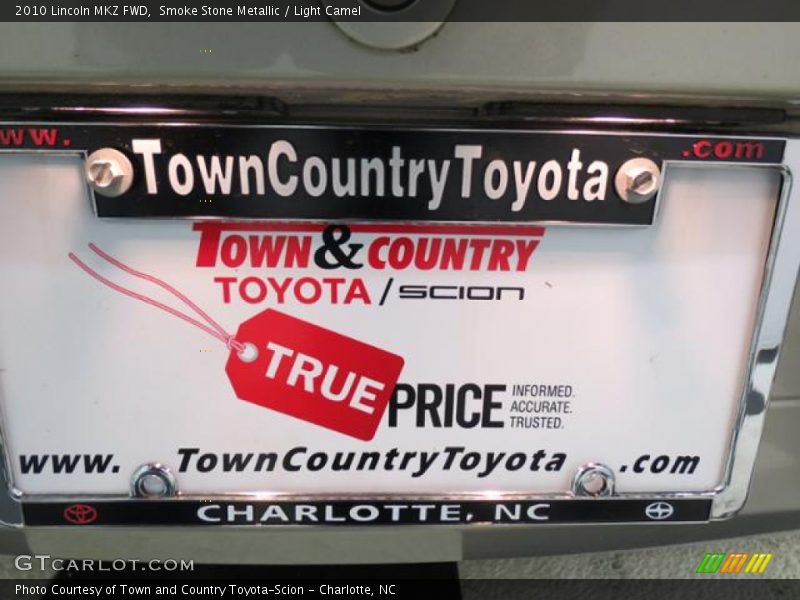 2010 Lincoln MKZ FWD, Smoke Stone Metallic / Light Camel
ww. TownCountryToyota .com
TOWN & COUNTRY
TOYOTA / SCION
TRUE PRICE
INFORMED.
ACCURATE.
TRUSTED.
www. TownCountryToyota .com
CHARLOTTE, NC
GTCARLOT.COM
Photo Courtesy of Town and Country Toyota-Scion - Charlotte, NC